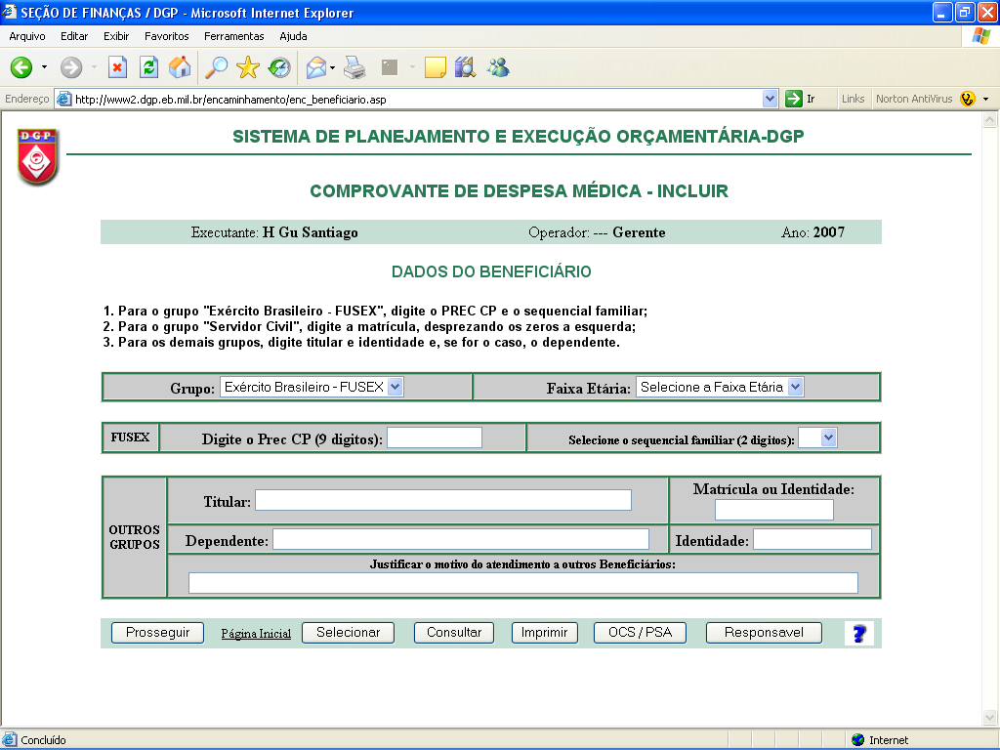 SEÇÃO DE FINANÇAS / DGP - Microsoft Internet Explorer
Arquivo Editar Exibir Favoritos Ferramentas Ajuda
Endereço http://www2.dgp.eb.mil.br/encaminhamento/enc_beneficiario.asp Ir Links Norton AntiVirus
DGP
SISTEMA DE PLANEJAMENTO E EXECUÇÃO ORÇAMENTÁRIA-DGP
COMPROVANTE DE DESPESA MÉDICA - INCLUIR
Executante: H Gu Santiago Operador: --- Gerente Ano: 2007
DADOS DO BENEFICIÁRIO
1. Para o grupo "Exército Brasileiro - FUSEX", digite o PREC CP e o sequencial familiar;
2. Para o grupo "Servidor Civil", digite a matrícula, desprezando os zeros a esquerda;
3. Para os demais grupos, digite titular e identidade e, se for o caso, o dependente.
Grupo: Exército Brasileiro - FUSEX Faixa Etária: Selecione a Faixa Etária
FUSEX Digite o Prec CP (9 digitos): Selecione o sequencial familiar (2 digitos):
OUTROS GRUPOS
Titular: Matrícula ou Identidade:
Dependente: Identidade:
Justificar o motivo do atendimento a outros Beneficiários:
Prosseguir Página Inicial Selecionar Consultar Imprimir OCS / PSA Responsavel ?
Concluído Internet